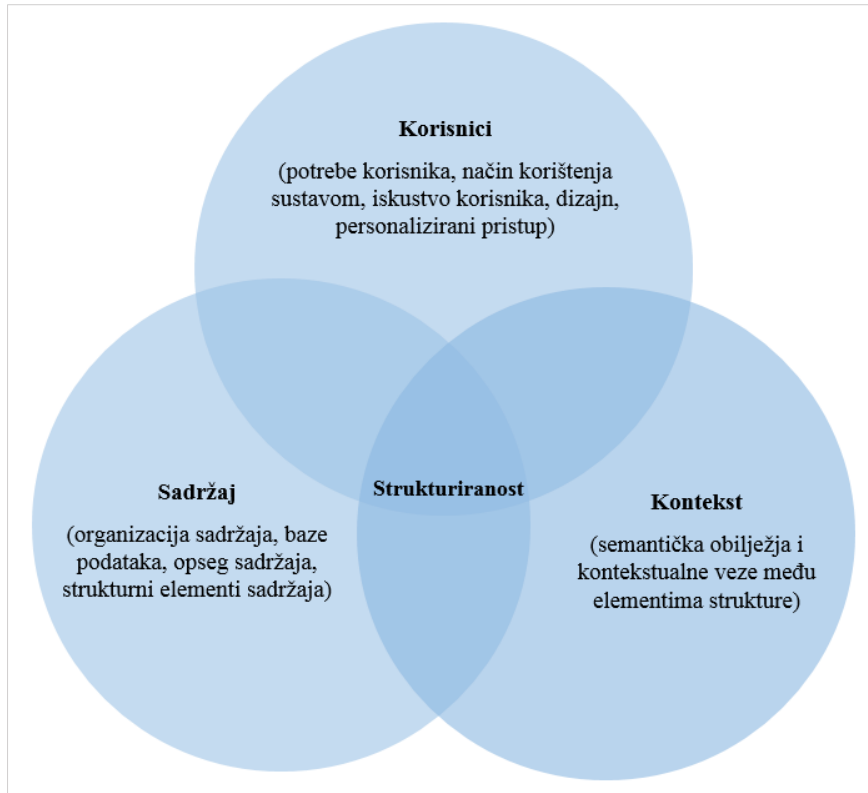 Korisnici
(potrebe korisnika, način korištenja
sustavom, iskustvo korisnika, dizajn,
personalizirani pristup)
Sadržaj
(organizacija sadržaja, baze
podataka, opseg sadržaja,
strukturni elementi sadržaja)
Strukturiranost
Kontekst
(semantička obilježja i
kontekstualne veze među
elementima strukture)